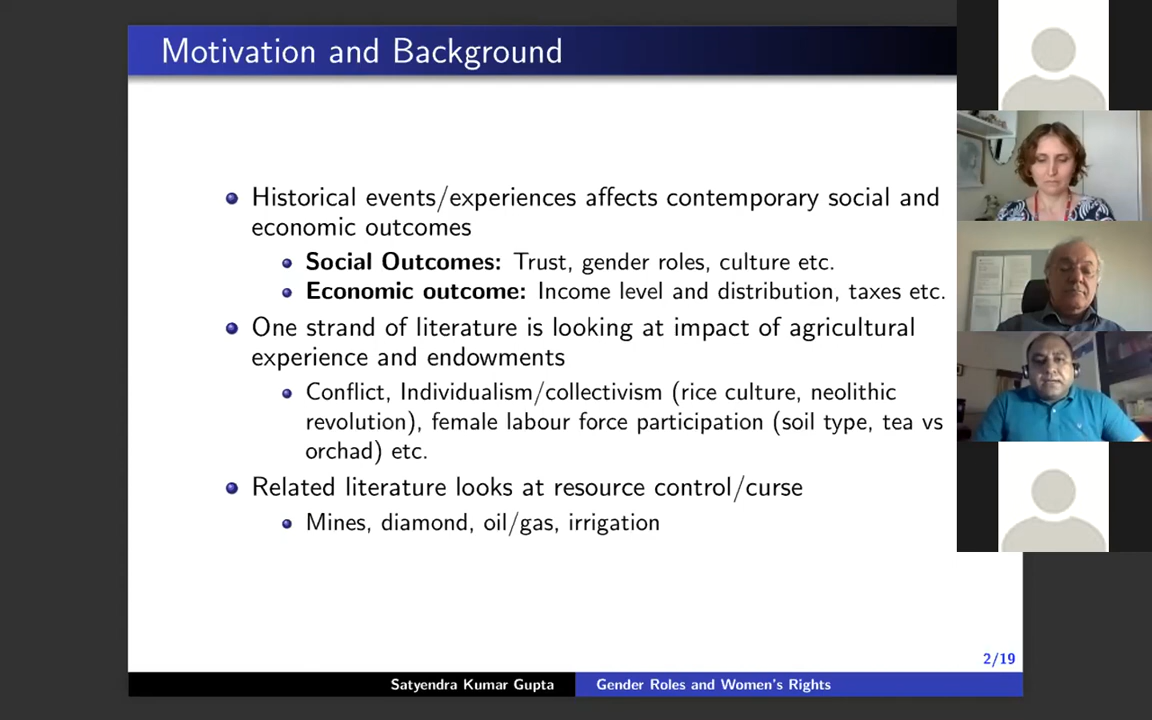 Motivation and Background
Historical events/experiences affects contemporary social and
economic outcomes
Social Outcomes: Trust, gender roles, culture etc.
Economic outcome: Income level and distribution, taxes etc.
One strand of literature is looking at impact of agricultural
experience and endowments
Conflict, Individualism/collectivism (rice culture, neolithic
revolution), female labour force participation (soil type, tea vs
orchad) etc.
Related literature looks at resource control/curse
Mines, diamond, oil/gas, irrigation
2/19
Satyendra Kumar Gupta
Gender Roles and Women's Rights